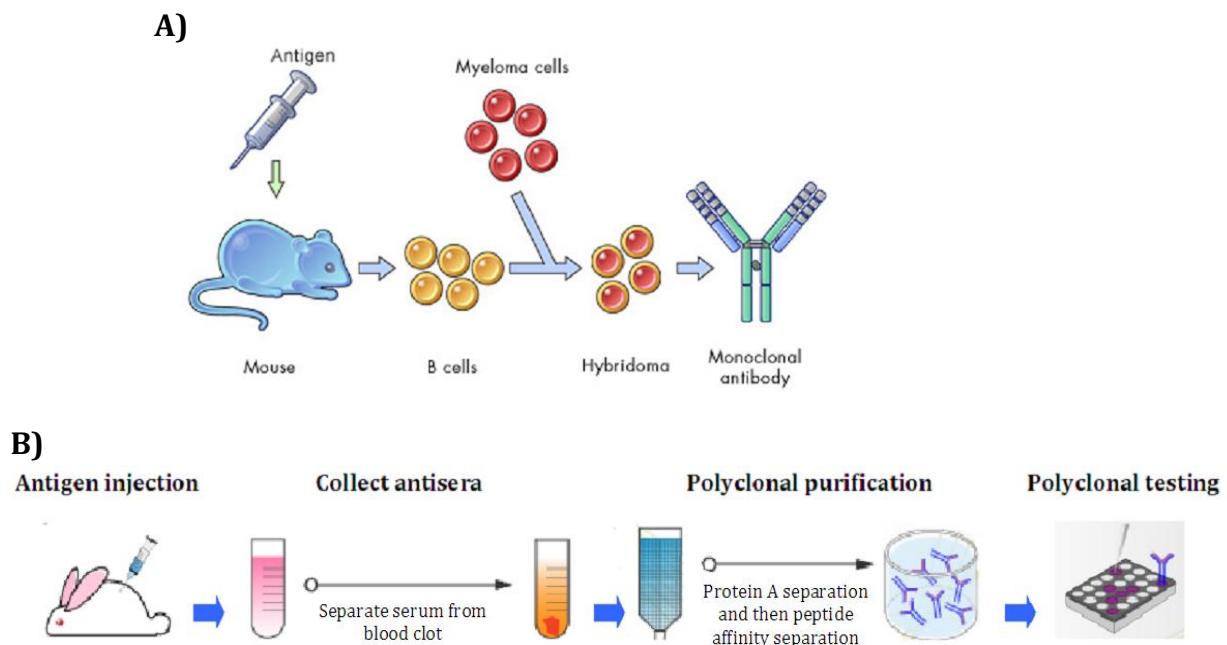 A)
Antigen
Myeloma cells
Mouse
B cells
Hybridoma
Monoclonal
antibody
B)
Antigen injection
Collect antisera
Polyclonal purification
Polyclonal testing
Separate serum from
blood clot
Protein A separation
and then peptide
affinity separation